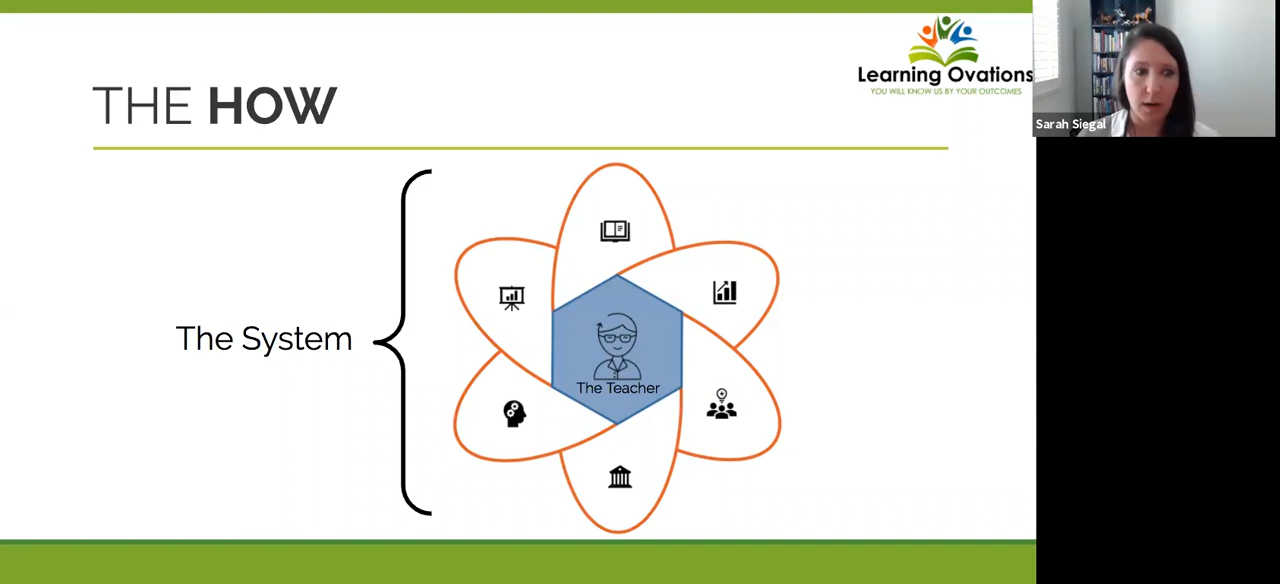 THE HOW
Learning Ovations
YOU WILL KNOW US BY YOUR OUTCOMES
Sarah Siegal
The System
The Teacher